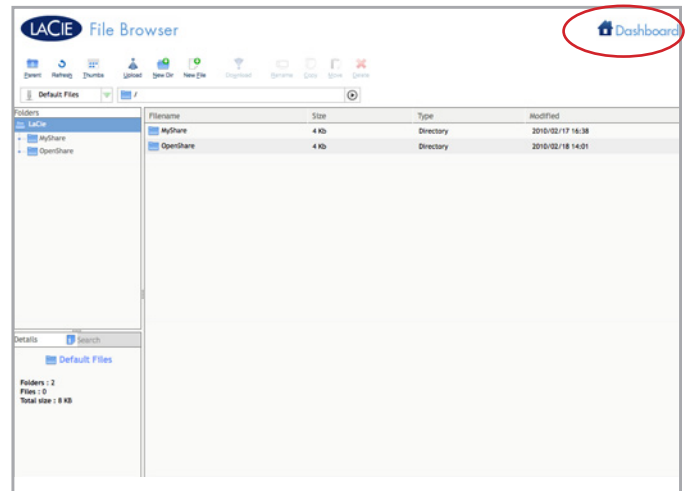 LACIE File Browser
Dashboard
Parent Refresh Thumbs Upload New Dir New File Download Rename Copy Move Delete
Default Files /
Folders
LaCie
MyShare
OpenShare
Filename Size Type Modified
MyShare 4 Kb Directory 2010/02/17 16:38
OpenShare 4 Kb Directory 2010/02/18 14:01
Details Search
Default Files
Folders : 2
Files : 0
Total size : 8 KB